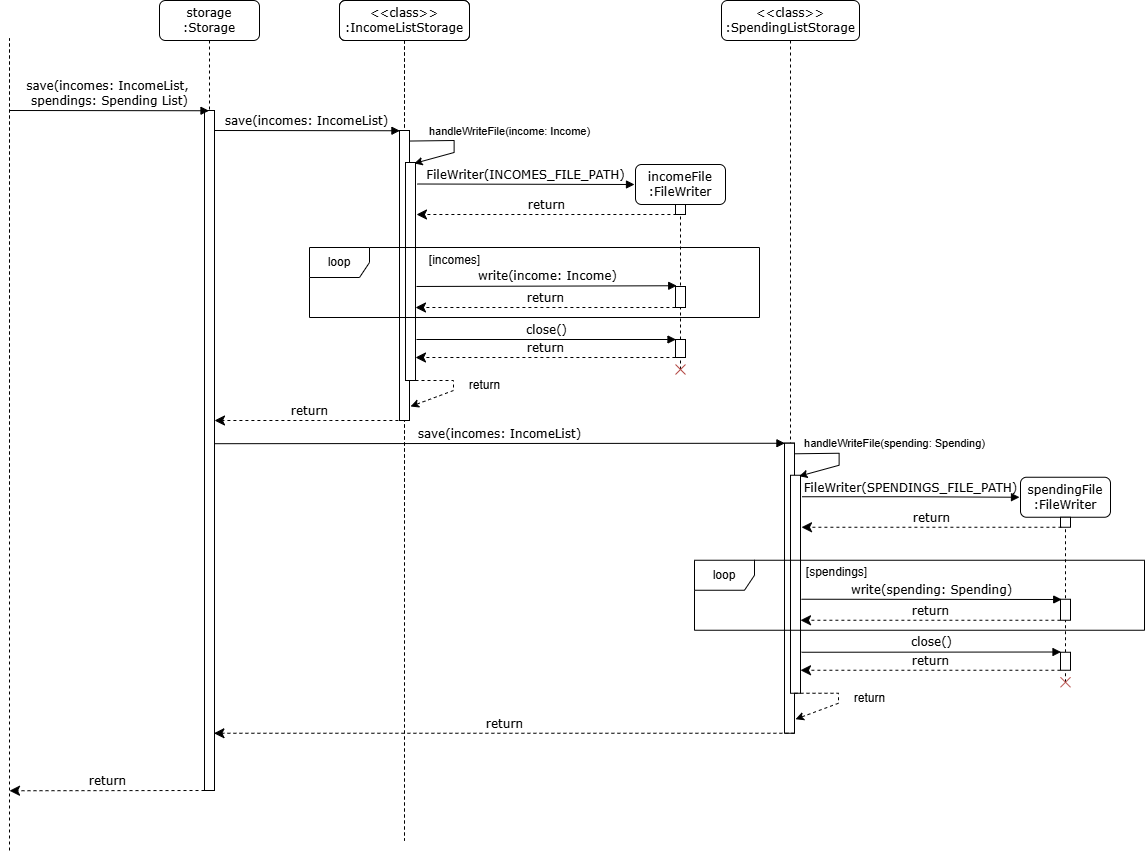 storage
:Storage
<<class>>
:IncomeListStorage
<<class>>
:SpendingListStorage
save(incomes: IncomeList,
spendings: Spending List)
save(incomes: IncomeList)
handleWriteFile(income: Income)
FileWriter(INCOMES_FILE_PATH)
incomeFile
:FileWriter
return
loop
[incomes]
write(income: Income)
return
close()
return
return
return
save(incomes: IncomeList)
handleWriteFile(spending: Spending)
FileWriter(SPENDINGS_FILE_PATH)
spendingFile
:FileWriter
return
loop
[spendings]
write(spending: Spending)
return
close()
return
return
return
return